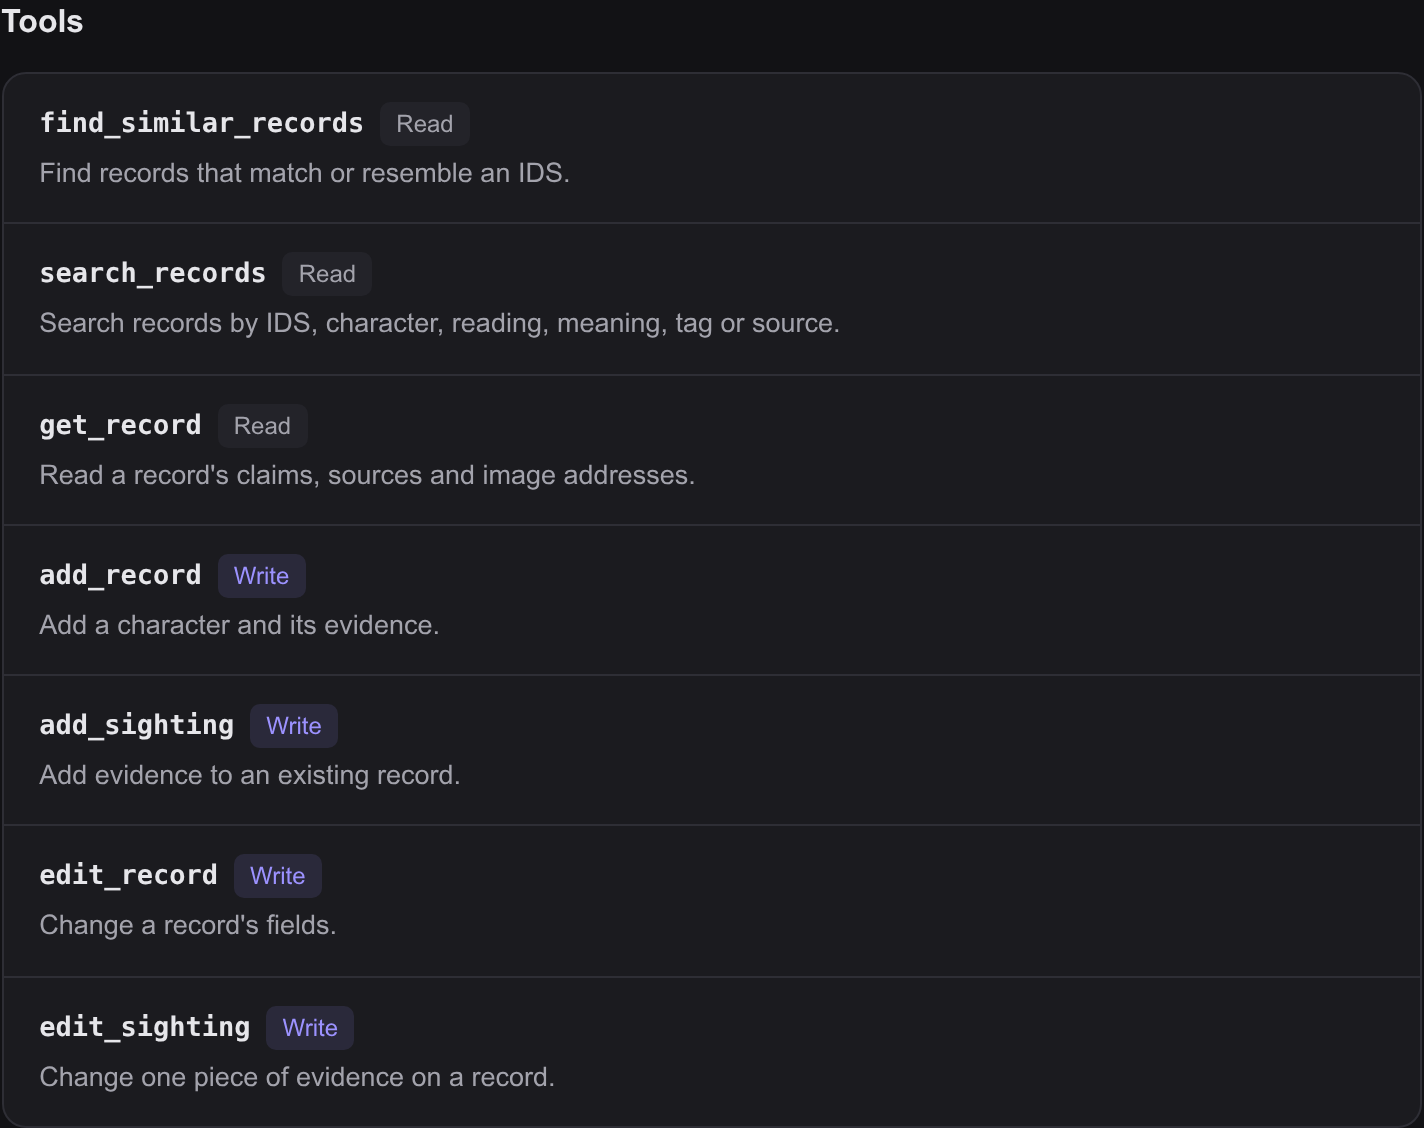 Tools
find_similar_records Read
Find records that match or resemble an IDS.
search_records Read
Search records by IDS, character, reading, meaning, tag or source.
get_record Read
Read a record's claims, sources and image addresses.
add_record Write
Add a character and its evidence.
add_sighting Write
Add evidence to an existing record.
edit_record Write
Change a record's fields.
edit_sighting Write
Change one piece of evidence on a record.